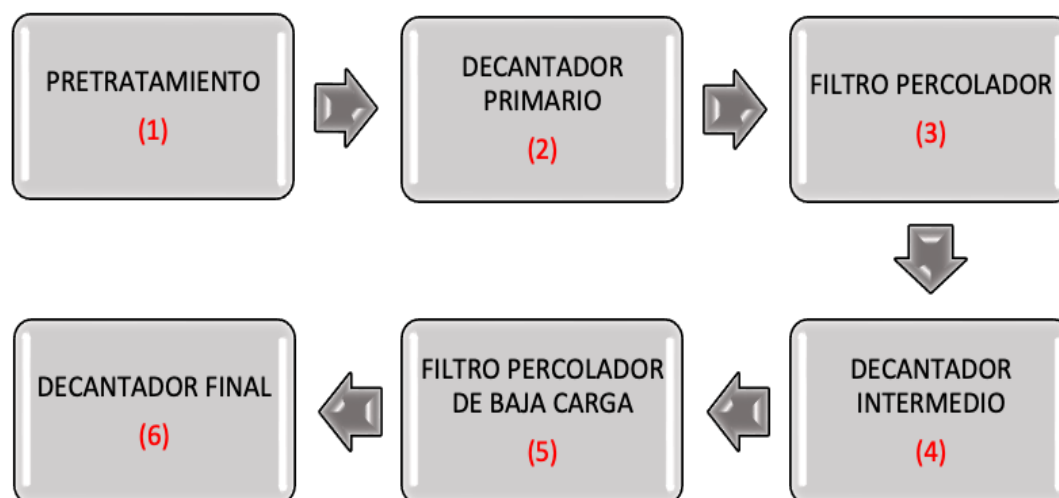 PRETRATAMIENTO
(1)
DECANTADOR
PRIMARIO
(2)
FILTRO PERCOLADOR
(3)
DECANTADOR
INTERMEDIO
(4)
FILTRO PERCOLADOR
DE BAJA CARGA
(5)
DECANTADOR FINAL
(6)